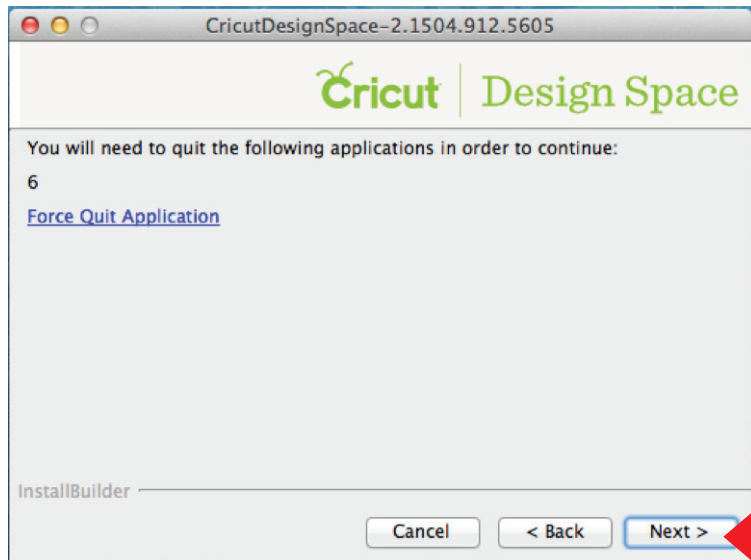 CricutDesignSpace-2.1504.912.5605
Cricut Design Space
You will need to quit the following applications in order to continue:
6
Force Quit Application
InstallBuilder
Cancel < Back Next >